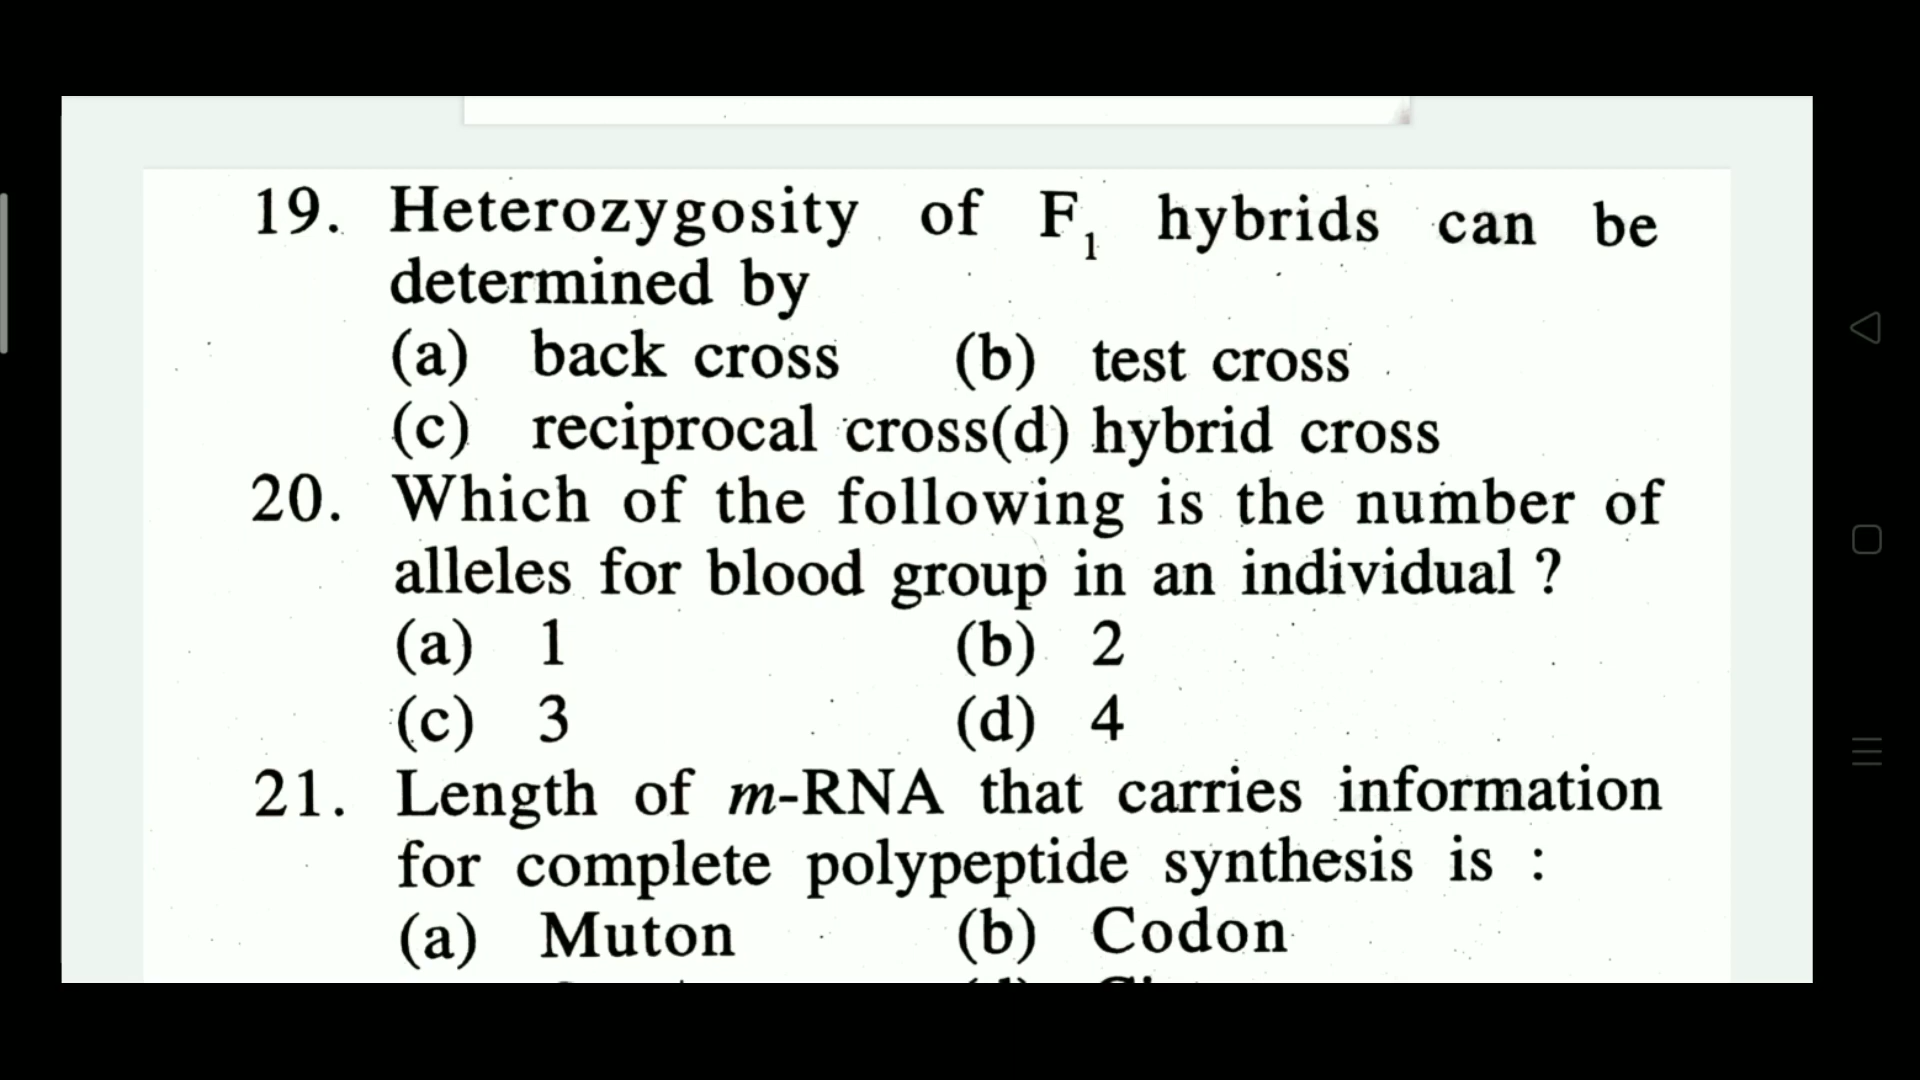 19. Heterozygosity of F₁ hybrids can be
determined by
(a) back cross (b) test cross
(c) reciprocal cross(d) hybrid cross
20. Which of the following is the number of
alleles for blood group in an individual ?
(a) 1 (b) 2
(c) 3 (d) 4
21. Length of m-RNA that carries information
for complete polypeptide synthesis is :
(a) Muton (b) Codon